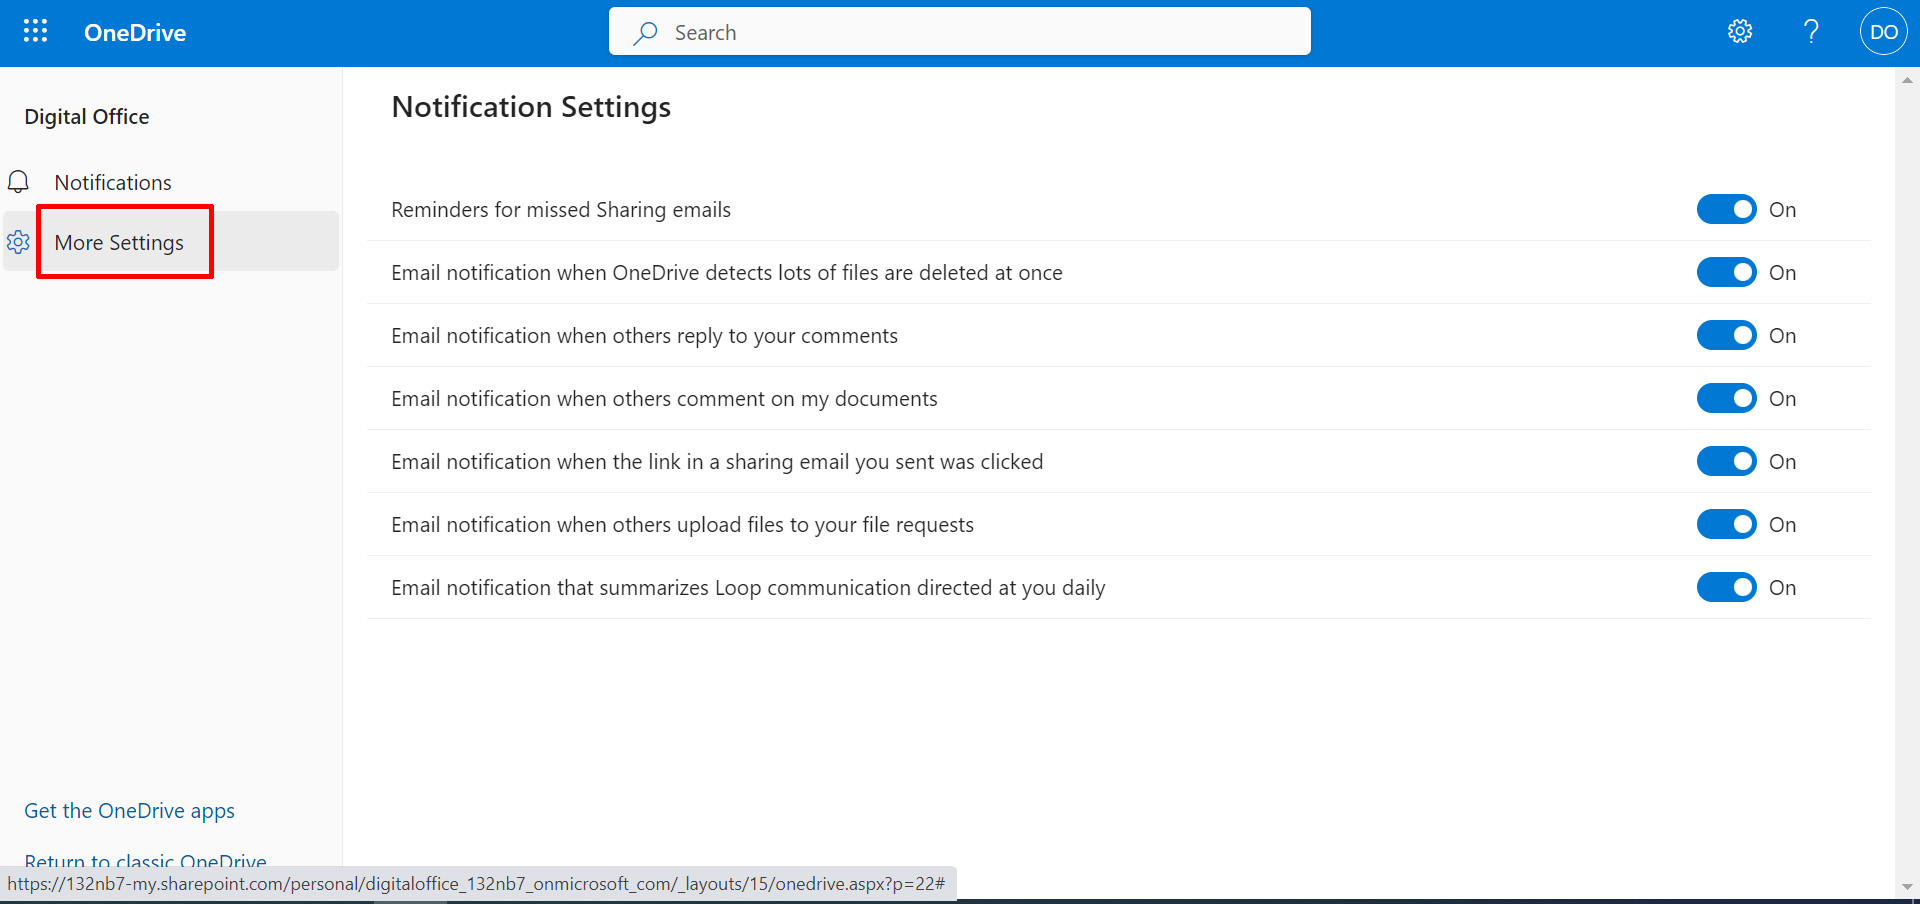 OneDrive
Search
?
DO
Digital Office
Notifications
More Settings
Notification Settings
Reminders for missed Sharing emails On
Email notification when OneDrive detects lots of files are deleted at once On
Email notification when others reply to your comments On
Email notification when others comment on my documents On
Email notification when the link in a sharing email you sent was clicked On
Email notification when others upload files to your file requests On
Email notification that summarizes Loop communication directed at you daily On
Get the OneDrive apps
Return to classic OneDrive
https://132nb7-my.sharepoint.com/personal/digitaloffice_132nb7_onmicrosoft_com/_layouts/15/onedrive.aspx?p=22#